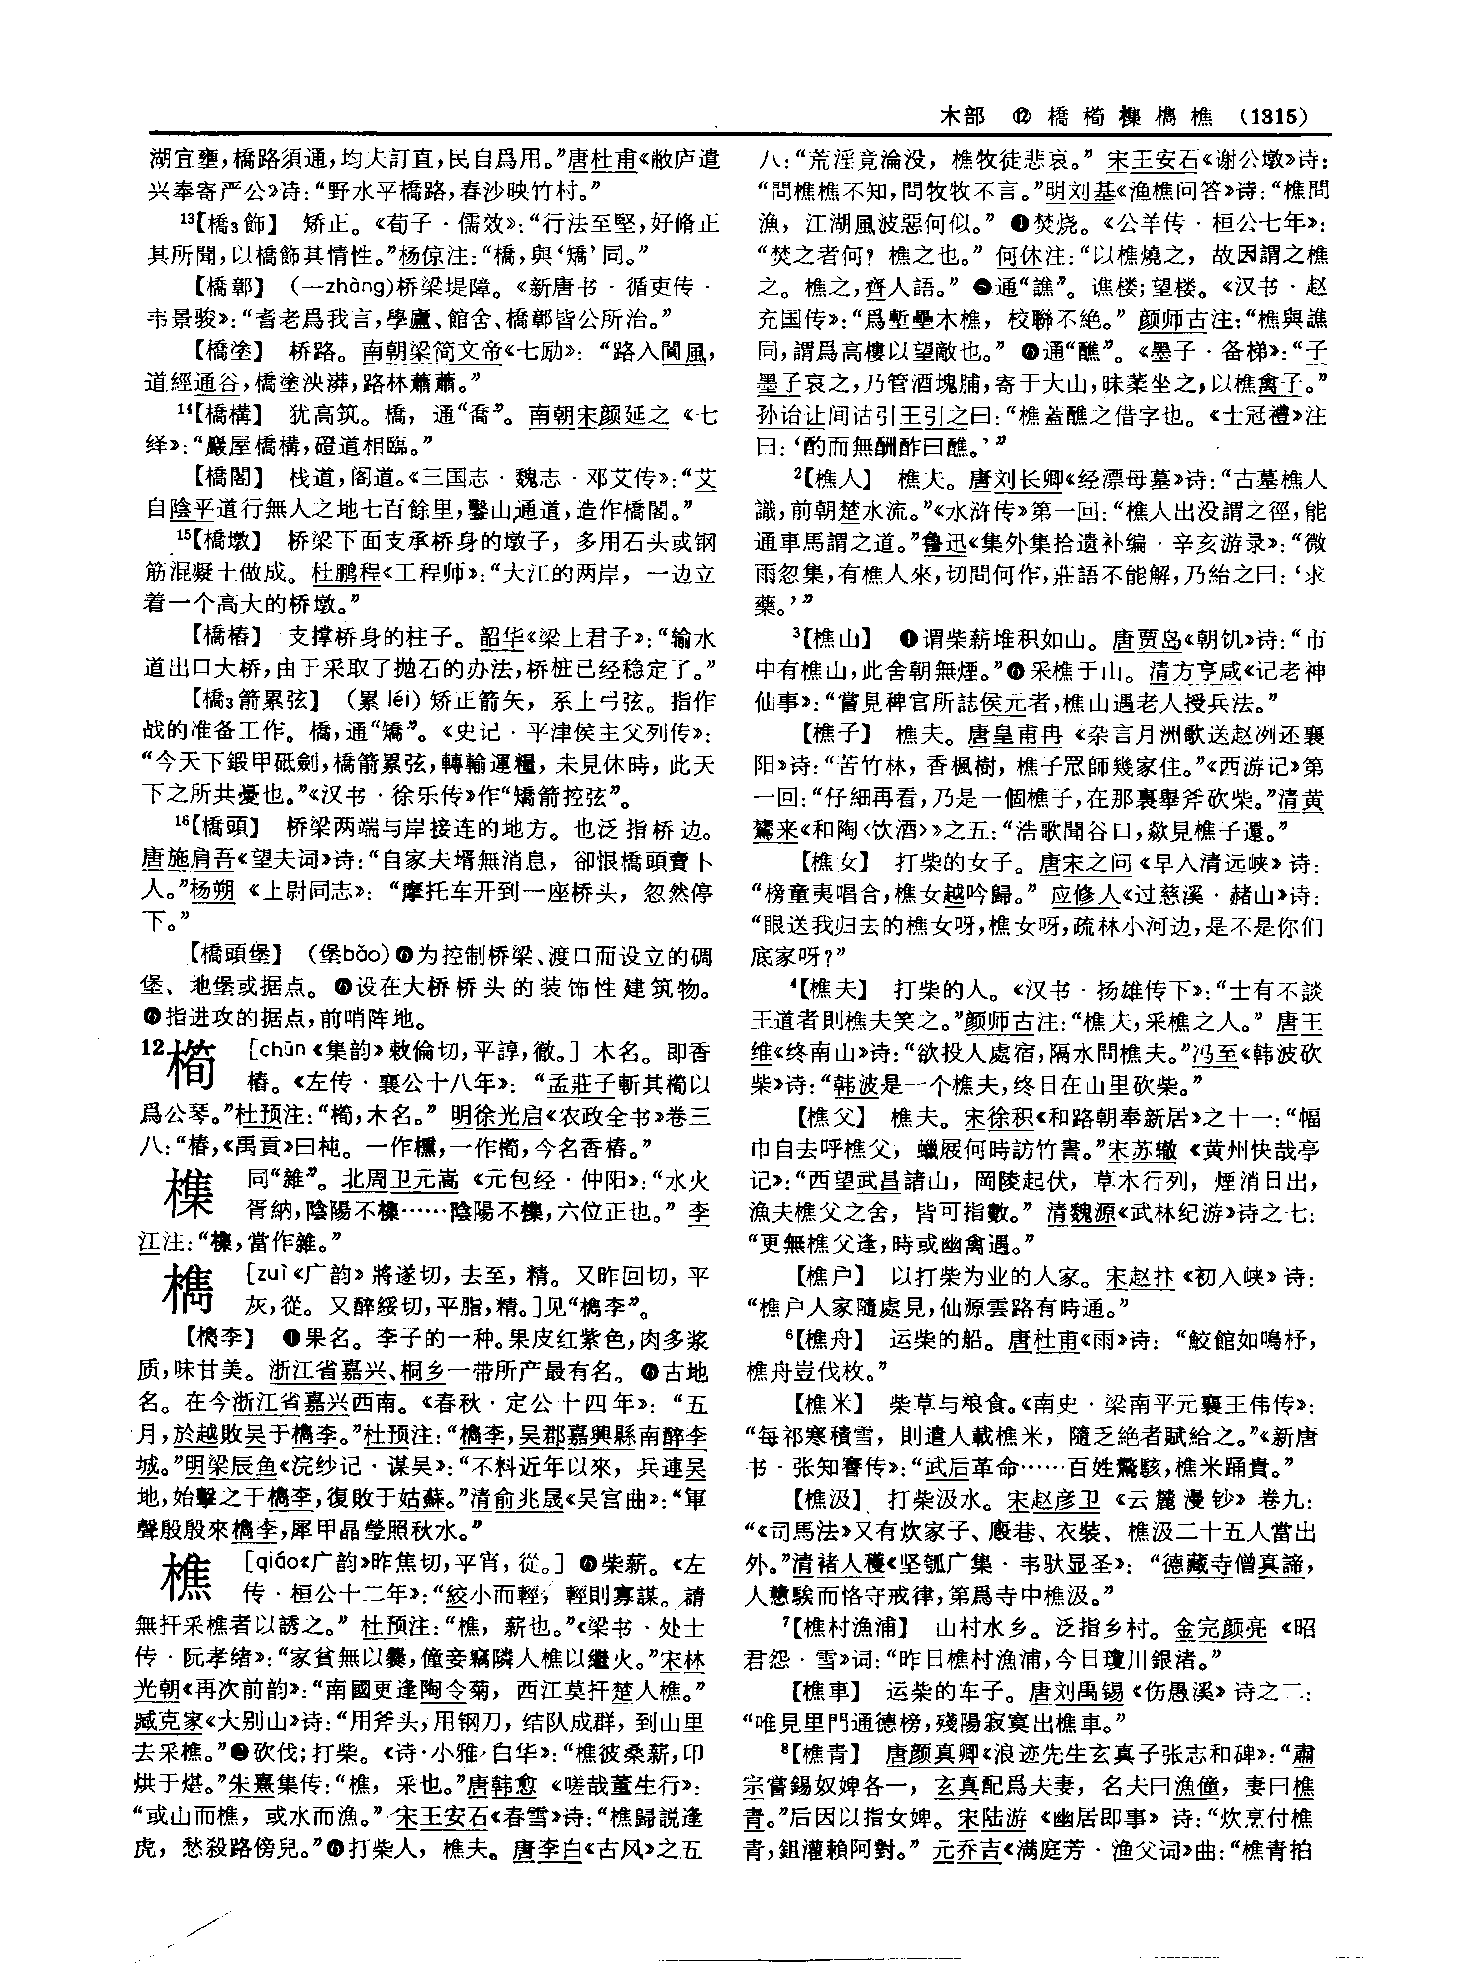 木部 ⑫ 橋 橁 㯿 檇 樵 (1315)
湖宜壅，橋路須通，均大訂直，民自爲用。”唐杜甫《敝庐遣
兴奉寄严公》诗：“野水平橋路，春沙映竹村。”
¹³【橋₃飾】 矫正。《荀子·儒效》：“行法至堅，好脩正
其所聞，以橋飾其情性。”杨倞注：“橋，與‘矯’同。”
【橋鄣】 （—zhàng）桥梁堤障。《新唐书·循吏传·
韦景骏》：“耆老爲我言，學廬、館舍、橋鄣皆公所治。”
【橋塗】 桥路。南朝梁简文帝《七励》：“路入閬風，
道經通谷，橋塗泱漭，路林蕭蕭。”
¹⁴【橋構】 犹高筑。橋，通“喬”。南朝宋颜延之《七
绎》：“巖屋橋構，磴道相臨。”
【橋閣】 栈道，阁道。《三国志·魏志·邓艾传》：“艾
自陰平道行無人之地七百餘里，鑿山通道，造作橋閣。”
¹⁵【橋墩】 桥梁下面支承桥身的墩子，多用石头或钢
筋混凝土做成。杜鹏程《工程师》：“大江的两岸，一边立
着一个高大的桥墩。”
【橋樁】 支撑桥身的柱子。韶华《梁上君子》：“输水
道出口大桥，由于采取了抛石的办法，桥桩已经稳定了。”
【橋₃箭累弦】 （累 léi）矫正箭矢，系上弓弦。指作
战的准备工作。橋，通“矯”。《史记·平津侯主父列传》：
“今天下鍛甲砥劍，橋箭累弦，轉輸運糧，未見休時，此天
下之所共憂也。”《汉书·徐乐传》作“矯箭控弦”。
¹⁶【橋頭】 桥梁两端与岸接连的地方。也泛指桥边。
唐施肩吾《望夫词》诗：“自家夫壻無消息，卻恨橋頭賣卜
人。”杨朔《上尉同志》：“摩托车开到一座桥头，忽然停
下。”
【橋頭堡】 （堡bǎo）❶为控制桥梁、渡口而设立的碉
堡、地堡或据点。❷设在大桥桥头的装饰性建筑物。
❸指进攻的据点，前哨阵地。
12橁 [chūn《集韵》敕倫切，平諄，徹。] 木名。即香
椿。《左传·襄公十八年》：“孟莊子斬其橁以
爲公琴。”杜预注：“橁，木名。”明徐光启《农政全书》卷三
八：“椿，《禹貢》曰杶。一作櫄，一作橁，今名香椿。”
㯿 同“雜”。北周卫元嵩《元包经·仲阳》：“水火
胥納，陰陽不㯿……陰陽不㯿，六位正也。”李
江注：“㯿，當作雜。”
檇 [zuì《广韵》將遂切，去至，精。又昨回切，平
灰，從。又醉綏切，平脂，精。]见“檇李”。
【檇李】 ❶果名。李子的一种。果皮红紫色，肉多浆
质，味甘美。浙江省嘉兴、桐乡一带所产最有名。❷古地
名。在今浙江省嘉兴西南。《春秋·定公十四年》：“五
月，於越敗吴于檇李。”杜预注：“檇李，吴郡嘉興縣南醉李
城。”明梁辰鱼《浣纱记·谋吴》：“不料近年以來，兵連吴
地，始擊之于檇李，復敗于姑蘇。”清俞兆晟《吴宫曲》：“軍
聲殷殷來檇李，犀甲晶瑩照秋水。”
樵 [qiáo《广韵》昨焦切，平宵，從。] ❶柴薪。《左
传·桓公十二年》：“絞小而輕，輕則寡謀。請
無扞采樵者以誘之。”杜预注：“樵，薪也。”《梁书·处士
传·阮孝绪》：“家貧無以爨，僮妾竊隣人樵以繼火。”宋林
光朝《再次前韵》：“南國更逢陶令菊，西江莫扞楚人樵。”
臧克家《大别山》诗：“用斧头，用钢刀，结队成群，到山里
去采樵。”❷砍伐；打柴。《诗·小雅·白华》：“樵彼桑薪，卬
烘于煁。”朱熹集传：“樵，采也。”唐韩愈《嗟哉董生行》：
“或山而樵，或水而漁。”宋王安石《春雪》诗：“樵歸説逢
虎，愁殺路傍兒。”❸打柴人，樵夫。唐李白《古风》之五
八：“荒淫竟淪没，樵牧徒悲哀。”宋王安石《谢公墩》诗：
“問樵樵不知，問牧牧不言。”明刘基《渔樵问答》诗：“樵問
漁，江湖風波惡何似。”❹焚烧。《公羊传·桓公七年》：
“焚之者何？樵之也。”何休注：“以樵燒之，故因謂之樵
之。樵之，齊人語。”❺通“譙”。谯楼；望楼。《汉书·赵
充国传》：“爲塹壘木樵，校聯不絶。”颜师古注：“樵與譙
同，謂爲高樓以望敵也。”❻通“醮”。《墨子·备梯》：“子
墨子哀之，乃管酒塊脯，寄于大山，昧葇坐之，以樵禽子。”
孙诒让间诂引王引之曰：“樵蓋醮之借字也。《士冠禮》注
曰：‘酌而無酬酢曰醮。’”
²【樵人】 樵夫。唐刘长卿《经漂母墓》诗：“古墓樵人
識，前朝楚水流。”《水浒传》第一回：“樵人出没謂之徑，能
通車馬謂之道。”鲁迅《集外集拾遗补编·辛亥游录》：“微
雨忽集，有樵人來，切問何作，莊語不能解，乃紿之曰：‘求
藥。’”
³【樵山】 ❶谓柴薪堆积如山。唐贾岛《朝饥》诗：“市
中有樵山，此舍朝無煙。”❷采樵于山。清方亨咸《记老神
仙事》：“嘗見稗官所誌侯元者，樵山遇老人授兵法。”
【樵子】 樵夫。唐皇甫冉《杂言月洲歌送赵冽还襄
阳》诗：“苦竹林，香楓樹，樵子罛師幾家住。”《西游记》第
一回：“仔細再看，乃是一個樵子，在那裏舉斧砍柴。”清黄
鷟来《和陶〈饮酒〉》之五：“浩歌聞谷口，欻見樵子還。”
【樵女】 打柴的女子。唐宋之问《早入清远峡》诗：
“榜童夷唱合，樵女越吟歸。”应修人《过慈溪·赭山》诗：
“眼送我归去的樵女呀，樵女呀，疏林小河边，是不是你们
底家呀？”
⁴【樵夫】 打柴的人。《汉书·扬雄传下》：“士有不談
王道者則樵夫笑之。”颜师古注：“樵夫，采樵之人。”唐王
维《终南山》诗：“欲投人處宿，隔水問樵夫。”冯至《韩波砍
柴》诗：“韩波是一个樵夫，终日在山里砍柴。”
【樵父】 樵夫。宋徐积《和路朝奉新居》之十一：“幅
巾自去呼樵父，蠟屐何時訪竹書。”宋苏辙《黄州快哉亭
记》：“西望武昌諸山，岡陵起伏，草木行列，煙消日出，
漁夫樵父之舍，皆可指數。”清魏源《武林纪游》诗之七：
“更無樵父逢，時或幽禽遇。”
【樵户】 以打柴为业的人家。宋赵抃《初入峡》诗：
“樵户人家隨處見，仙源雲路有時通。”
⁶【樵舟】 运柴的船。唐杜甫《雨》诗：“鮫館如鳴杼，
樵舟豈伐枚。”
【樵米】 柴草与粮食。《南史·梁南平元襄王伟传》：
“每祁寒積雪，則遣人載樵米，隨乏絶者賦給之。”《新唐
书·张知謇传》：“武后革命……百姓驚駭，樵米踊貴。”
【樵汲】 打柴汲水。宋赵彦卫《云麓漫钞》卷九：
“《司馬法》又有炊家子、廄巷、衣裝、樵汲二十五人當出
外。”清褚人穫《坚瓠广集·韦驮显圣》：“德藏寺僧真諦，
人戇騃而恪守戒律，第爲寺中樵汲。”
⁷【樵村漁浦】 山村水乡。泛指乡村。金完颜亮《昭
君怨·雪》词：“昨日樵村漁浦，今日瓊川銀渚。”
【樵車】 运柴的车子。唐刘禹锡《伤愚溪》诗之二：
“唯見里門通德榜，殘陽寂寞出樵車。”
⁸【樵青】 唐颜真卿《浪迹先生玄真子张志和碑》：“肅
宗嘗錫奴婢各一，玄真配爲夫妻，名夫曰漁僮，妻曰樵
青。”后因以指女婢。宋陆游《幽居即事》诗：“炊烹付樵
青，鉏灌賴阿對。”元乔吉《满庭芳·渔父词》曲：“樵青拍